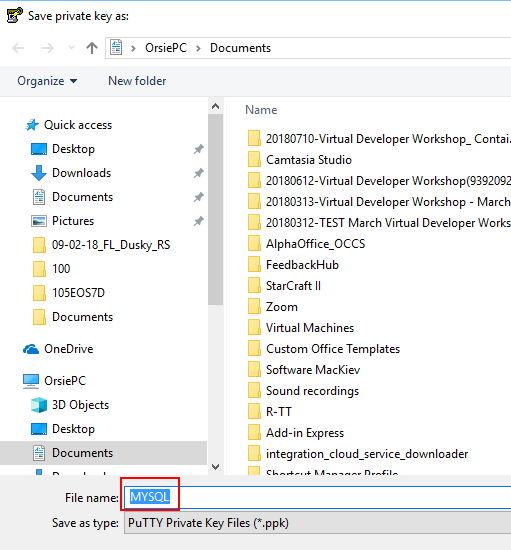 Save private key as:
OrsiePC > Documents
Organize
New folder
Name
Quick access
Desktop
Downloads
Documents
Pictures
09-02-18_FL_Dusky_RS
100
105EOS7D
Documents
OneDrive
OrsiePC
3D Objects
Desktop
Documents
20180710-Virtual Developer Workshop_ Contai
Camtasia Studio
20180612-Virtual Developer Workshop(9392092
20180313-Virtual Developer Workshop - March
20180312-TEST March Virtual Developer Works
AlphaOffice_OCCS
FeedbackHub
StarCraft II
Zoom
Virtual Machines
Custom Office Templates
Software MacKiev
Sound recordings
R-TT
Add-in Express
integration_cloud_service_downloader
Shortcut Manager Profile
File name: MYSQL
Save as type: PuTTY Private Key Files (*.ppk)